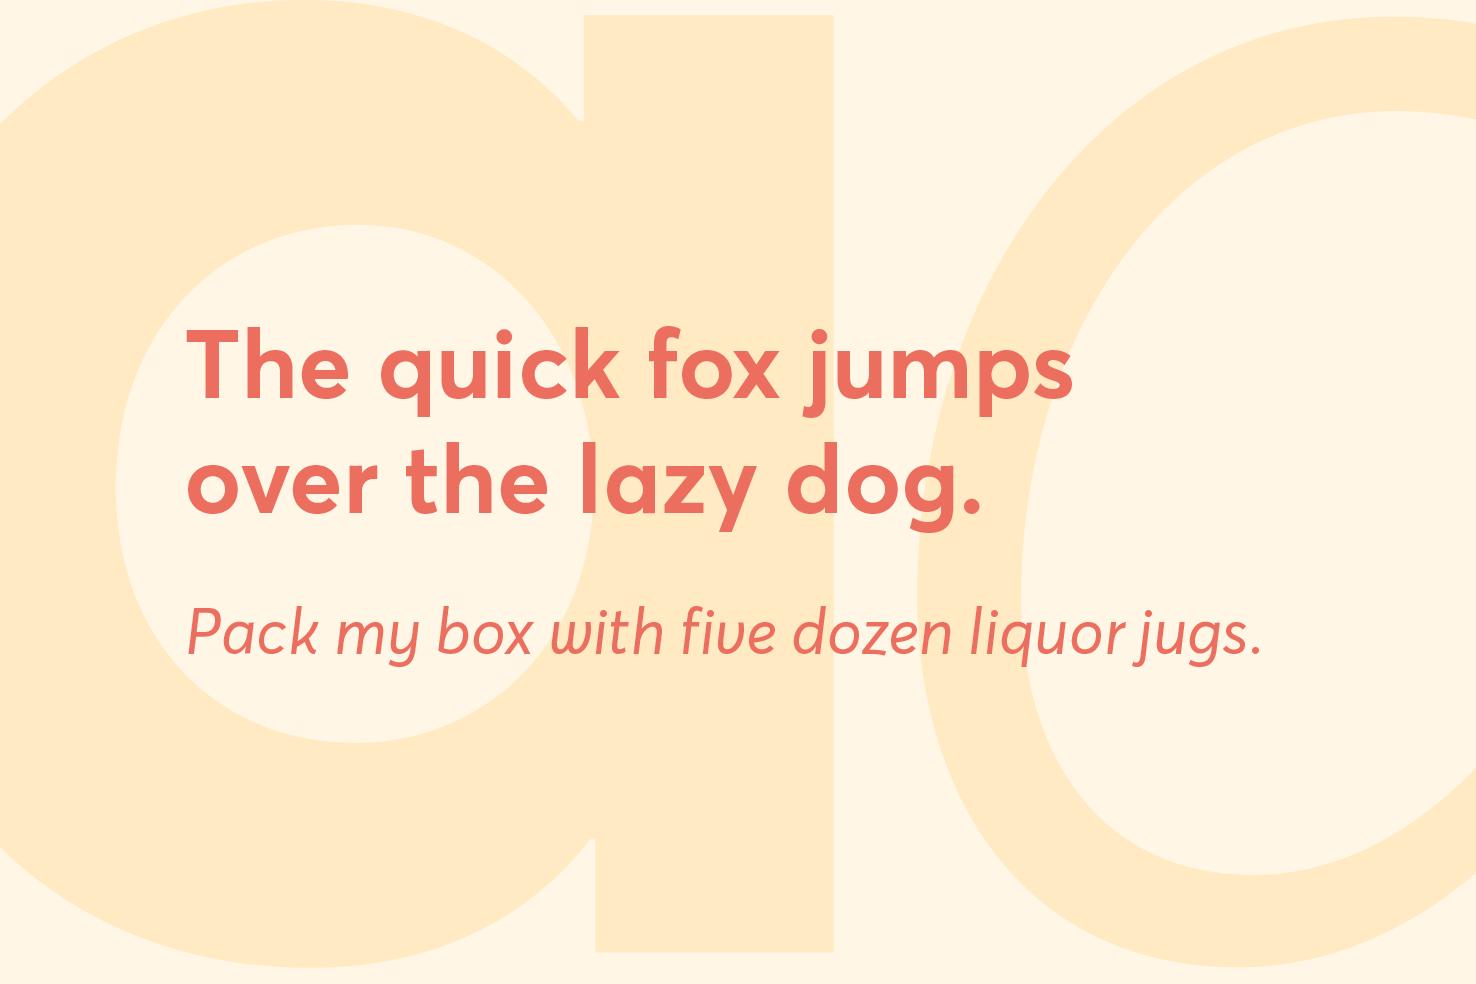 The quick fox jumps
over the lazy dog.
Pack my box with five dozen liquor jugs.